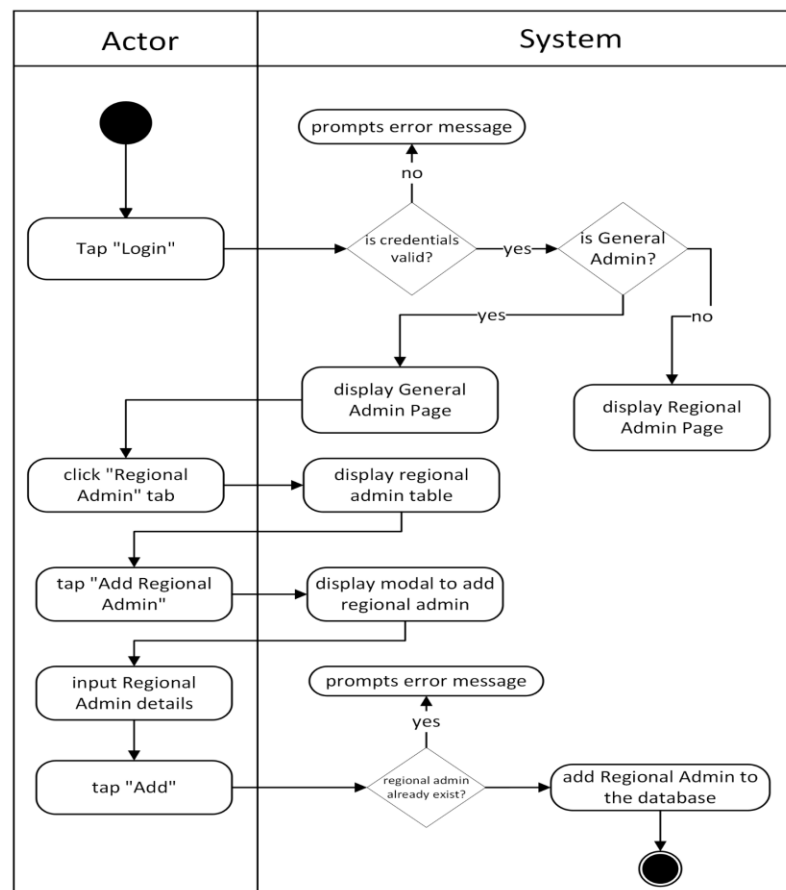 Actor
System
prompts error message
no
Tap "Login"
is credentials
valid?
yes
is General
Admin?
yes
no
display General
Admin Page
display Regional
Admin Page
click "Regional
Admin" tab
display regional
admin table
tap "Add Regional
Admin"
display modal to add
regional admin
input Regional
Admin details
prompts error message
yes
tap "Add"
regional admin
already exist?
add Regional Admin to
the database